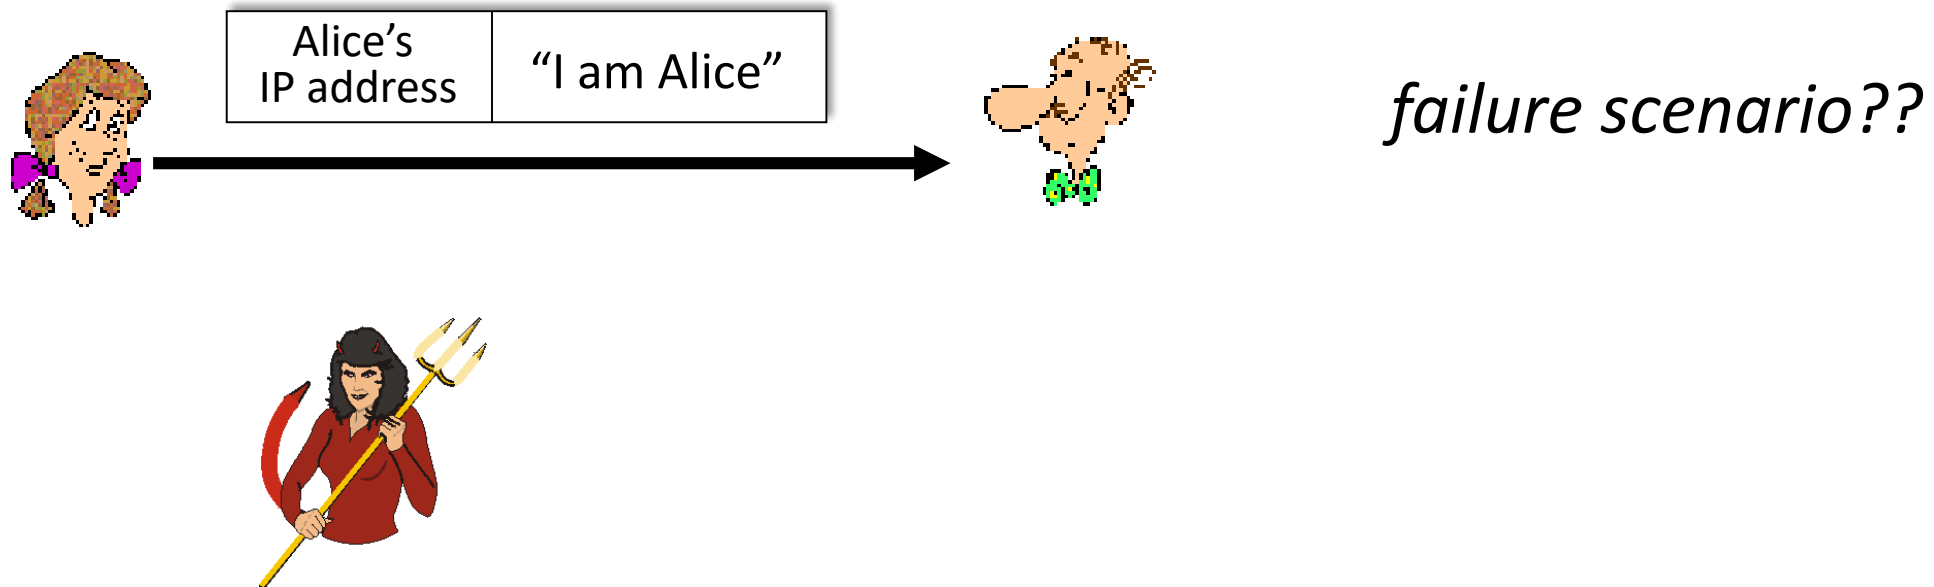 Alice’s
IP address
“I am Alice”
failure scenario??